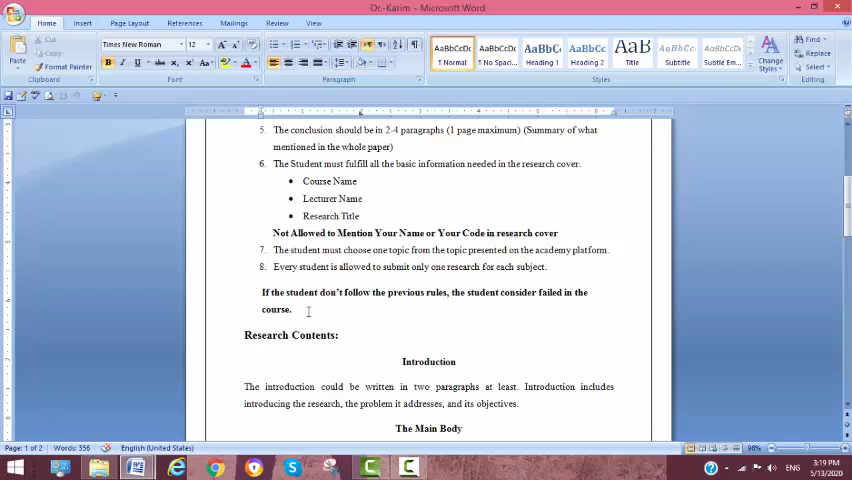 Dr.-Karim - Microsoft Word
Home Insert Page Layout References Mailings Review View
Cut
Copy
Format Painter
Paste
Clipboard
Times New Roman 12
Font
Paragraph
AaBbCcDc AaBbCcDc AaBbCc AaBbCc AaB AaBbCc. AaBbCcDc
T Normal T No Spaci... Heading 1 Heading 2 Title Subtitle Subtle Em...
Change Styles
Styles
Find
Replace
Select
Editing
5. The conclusion should be in 2-4 paragraphs (1 page maximum) (Summary of what
mentioned in the whole paper)
6. The Student must fulfill all the basic information needed in the research cover:
• Course Name
• Lecturer Name
• Research Title
Not Allowed to Mention Your Name or Your Code in research cover
7. The student must choose one topic from the topic presented on the academy platform.
8. Every student is allowed to submit only one research for each subject.
If the student don't follow the previous rules, the student consider failed in the
course.
Research Contents:
Introduction
The introduction could be written in two paragraphs at least. Introduction includes
introducing the research, the problem it addresses, and its objectives.
The Main Body
Page: 1 of 2 Words: 356 English (United States) 98%
ENG 3:19 PM
5/13/2020